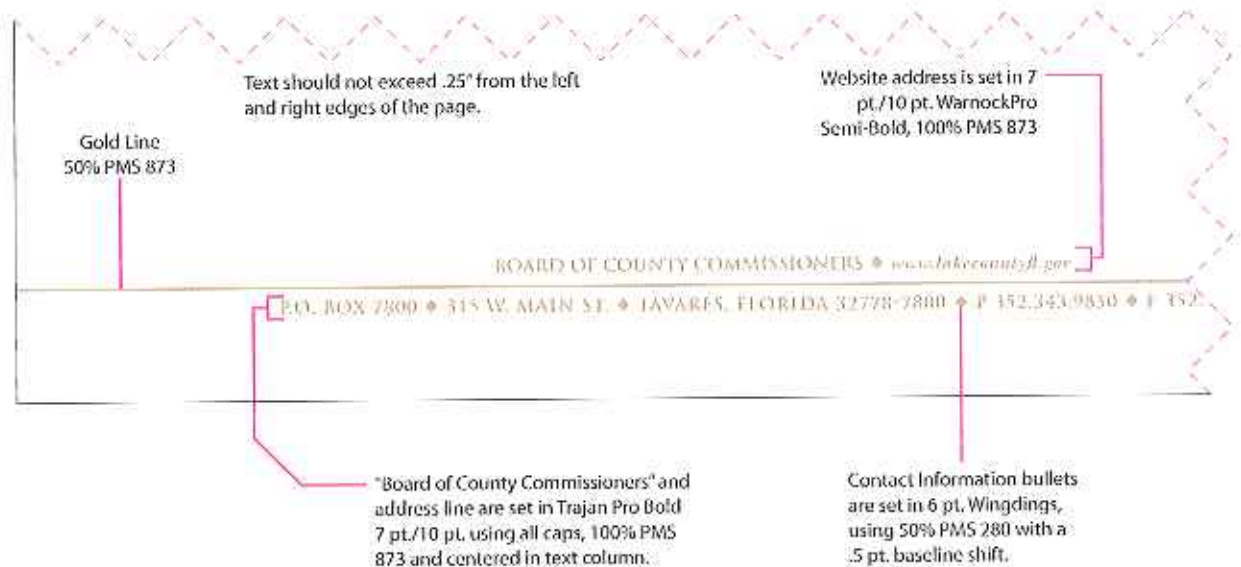 Text should not exceed .25" from the left
and right edges of the page.
Website address is set in 7
pt./10 pt. WarnockPro
Semi-Bold, 100% PMS 873
Gold Line
50% PMS 873
BOARD OF COUNTY COMMISSIONERS ❖ www.lakecountyfl.gov
P.O. BOX 7800 ❖ 315 W. MAIN ST. ❖ TAVARES, FLORIDA 32778-7800 ❖ P 352.343.9850 ❖ F 352.
"Board of County Commissioners" and
address line are set in Trajan Pro Bold
7 pt./10 pt. using all caps, 100% PMS
873 and centered in text column.
Contact Information bullets
are set in 6 pt. Wingdings,
using 50% PMS 280 with a
.5 pt. baseline shift.